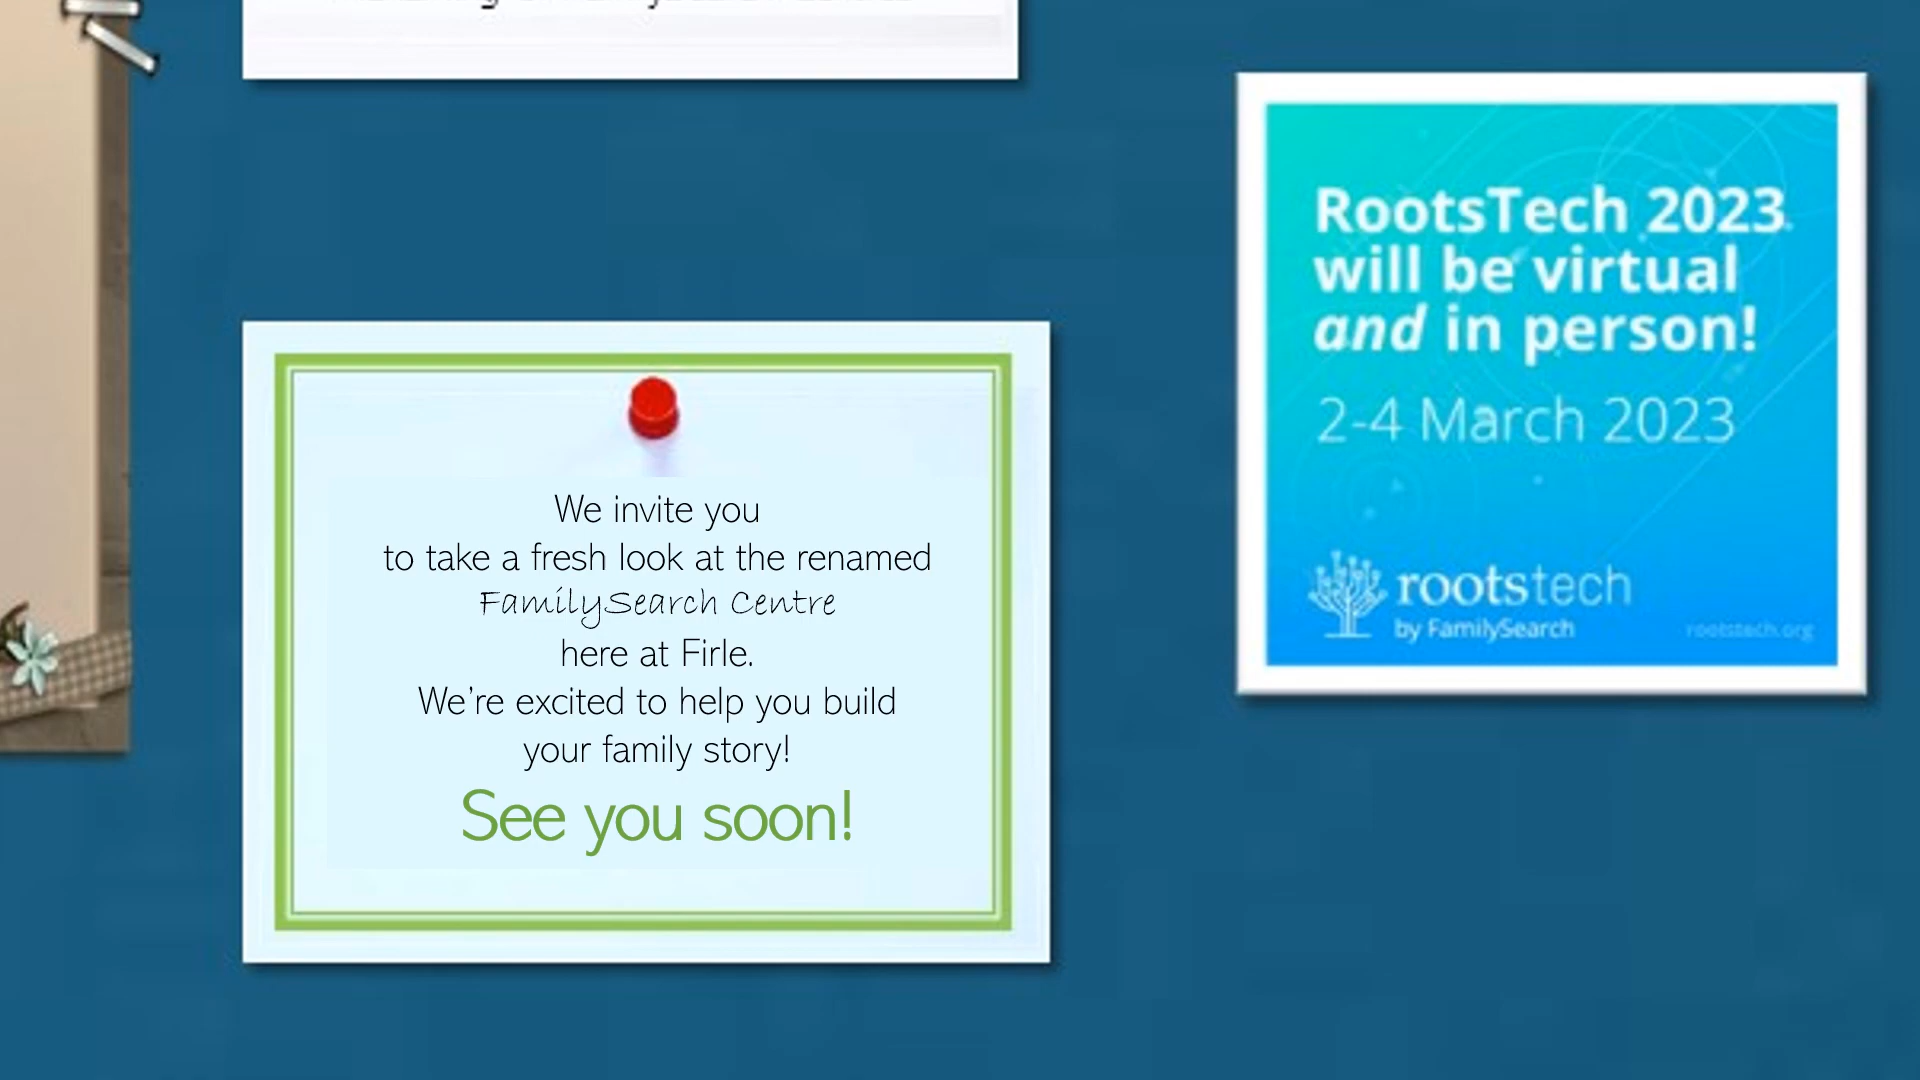 We invite you
to take a fresh look at the renamed
FamilySearch Centre
here at Firle.
We're excited to help you build
your family story!
See you soon!
RootsTech 2023
will be virtual
and in person!
2-4 March 2023
rootstech
by FamilySearch
rootstech.org